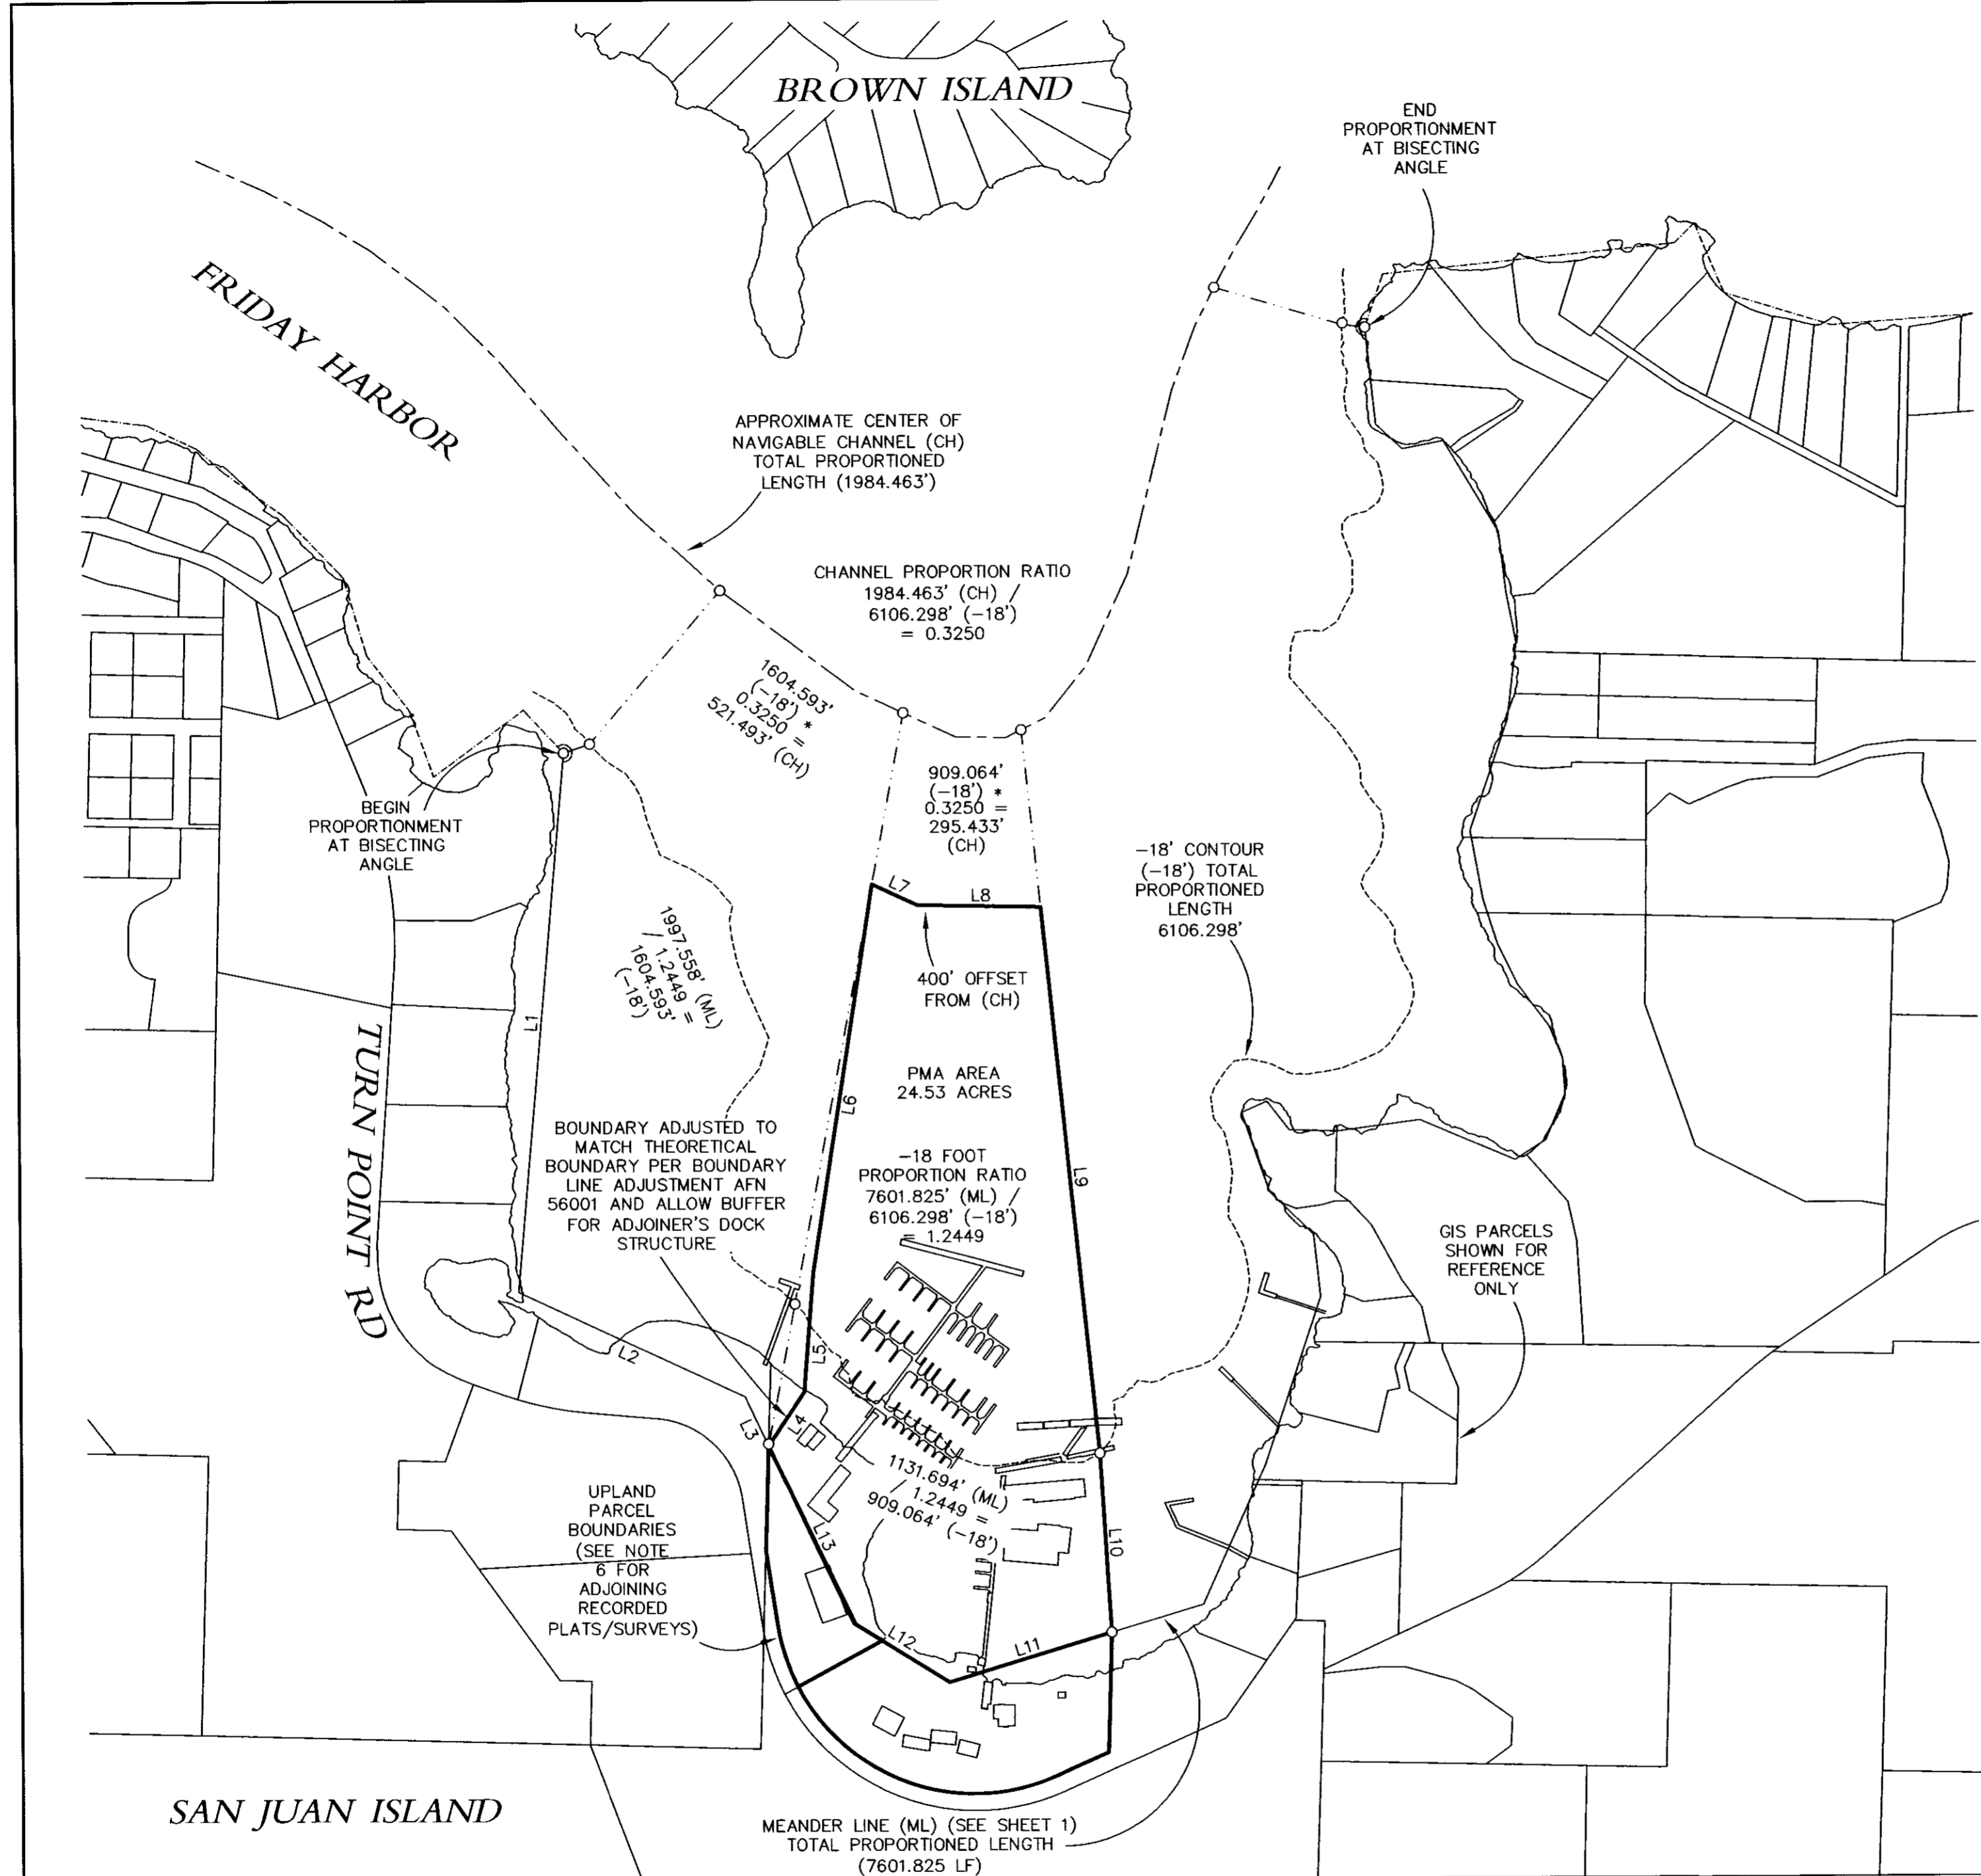 BROWN ISLAND
END
PROPORTIONMENT
AT BISECTING
ANGLE
FRIDAY HARBOR
APPROXIMATE CENTER OF
NAVIGABLE CHANNEL (CH)
TOTAL PROPORTIONED
LENGTH (1984.463')
CHANNEL PROPORTION RATIO
1984.463' (CH) /
6106.298' (-18')
= 0.3250
1604.593'
(-18') *
0.3250 =
521.493' (CH)
909.064'
(-18') *
0.3250 =
295.433'
(CH)
BEGIN
PROPORTIONMENT
AT BISECTING
ANGLE
-18' CONTOUR
(-18') TOTAL
PROPORTIONED
LENGTH
6106.298'
L7
L8
1997.558' (ML)
/ 1.2449 =
1604.593'
(-18')
400' OFFSET
FROM (CH)
L1
TURN POINT RD
PMA AREA
24.53 ACRES
L6
BOUNDARY ADJUSTED TO
MATCH THEORETICAL
BOUNDARY PER BOUNDARY
LINE ADJUSTMENT AFN
56001 AND ALLOW BUFFER
FOR ADJOINER'S DOCK
STRUCTURE
-18 FOOT
PROPORTION RATIO
7601.825' (ML) /
6106.298' (-18')
= 1.2449
L9
GIS PARCELS
SHOWN FOR
REFERENCE
ONLY
L2
L5
L3
L4
1131.694' (ML)
/ 1.2449 =
909.064' (-18')
UPLAND
PARCEL
BOUNDARIES
(SEE NOTE
6 FOR
ADJOINING
RECORDED
PLATS/SURVEYS)
L13
L10
L12
L11
SAN JUAN ISLAND
MEANDER LINE (ML) (SEE SHEET 1)
TOTAL PROPORTIONED LENGTH
(7601.825 LF)